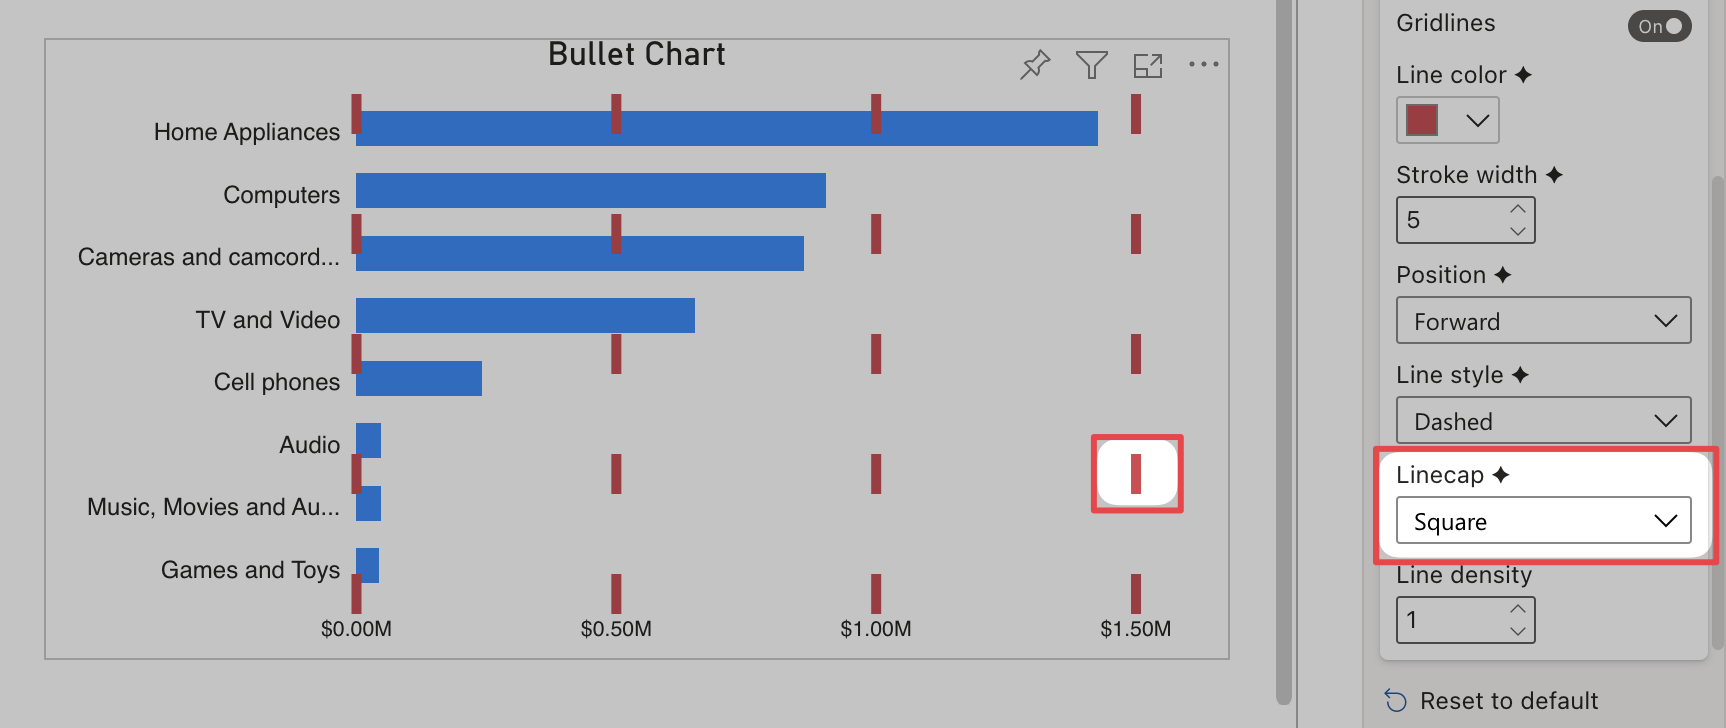 Bullet Chart
Home Appliances
Computers
Cameras and camcord...
TV and Video
Cell phones
Audio
Music, Movies and Au...
Games and Toys
$0.00M $0.50M $1.00M $1.50M
Gridlines On
Line color
Stroke width
5
Position
Forward
Line style
Dashed
Linecap
Square
Line density
1
Reset to default